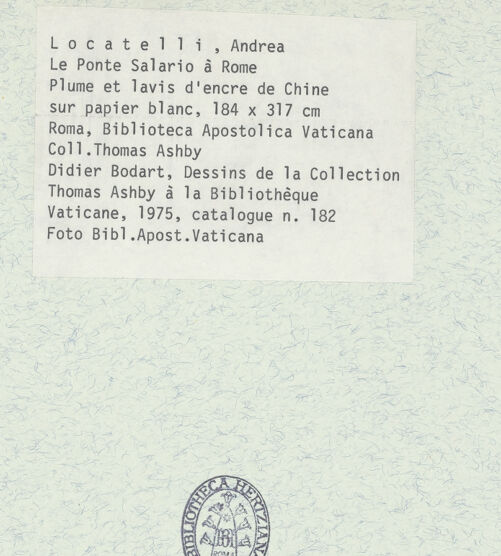 L o c a t e l l i , Andrea
Le Ponte Salario à Rome
Plume et lavis d'encre de Chine
sur papier blanc, 184 x 317 cm
Roma, Biblioteca Apostolica Vaticana
Coll.Thomas Ashby
Didier Bodart, Dessins de la Collection
Thomas Ashby à la Bibliothèque
Vaticane, 1975, catalogue n. 182
Foto Bibl.Apost.Vaticana
BIBLIOTHECA HERTZIANA